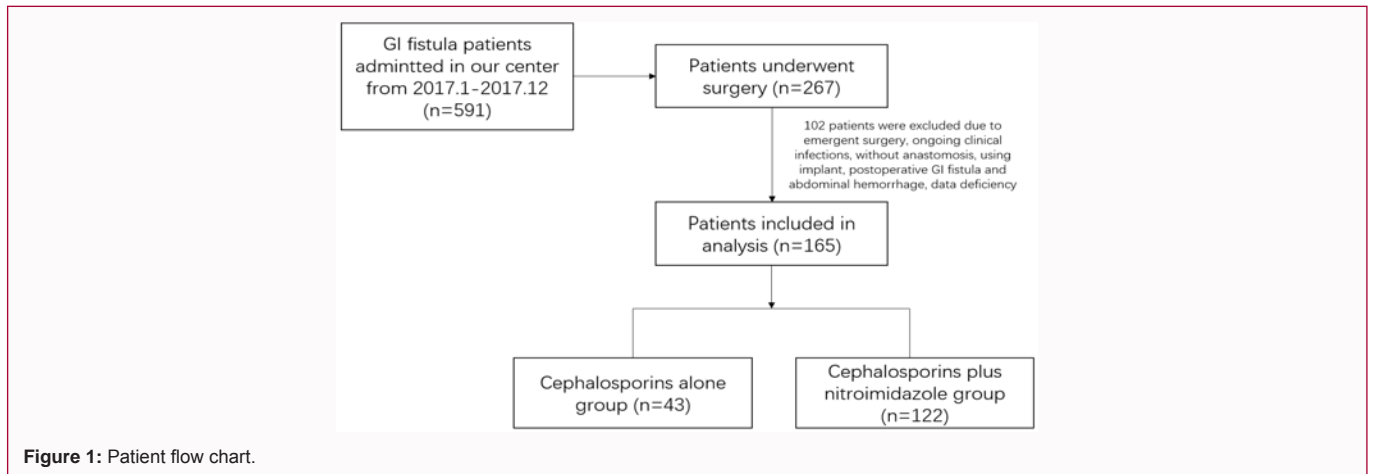 GI fistula patients
admintted in our center
from 2017.1-2017.12
(n=591)
Patients underwent
surgery (n=267)
102 patients were excluded due to
emergent surgery, ongoing clinical
infections, without anastomosis, using
implant, postoperative GI fistula and
abdominal hemorrhage, data deficiency
Patients included in
analysis (n=165)
Cephalosporins alone
group (n=43)
Cephalosporins plus
nitroimidazole group
(n=122)
Figure 1: Patient flow chart.